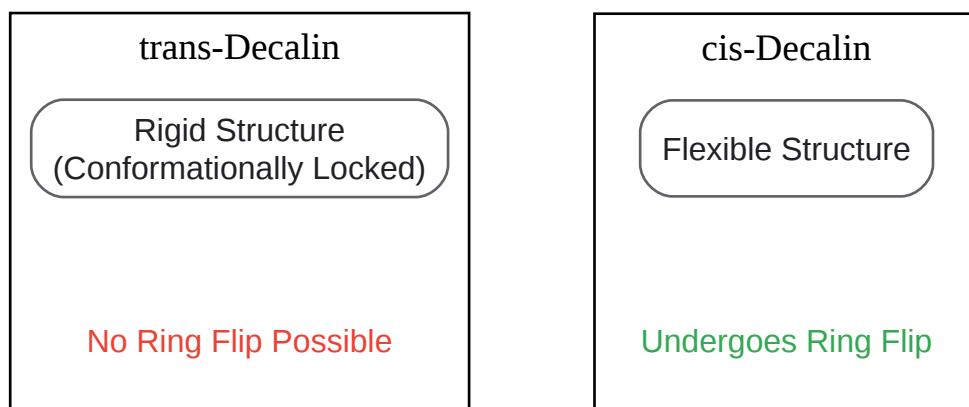 trans-Decalin
Rigid Structure
(Conformationally Locked)
No Ring Flip Possible
cis-Decalin
Flexible Structure
Undergoes Ring Flip